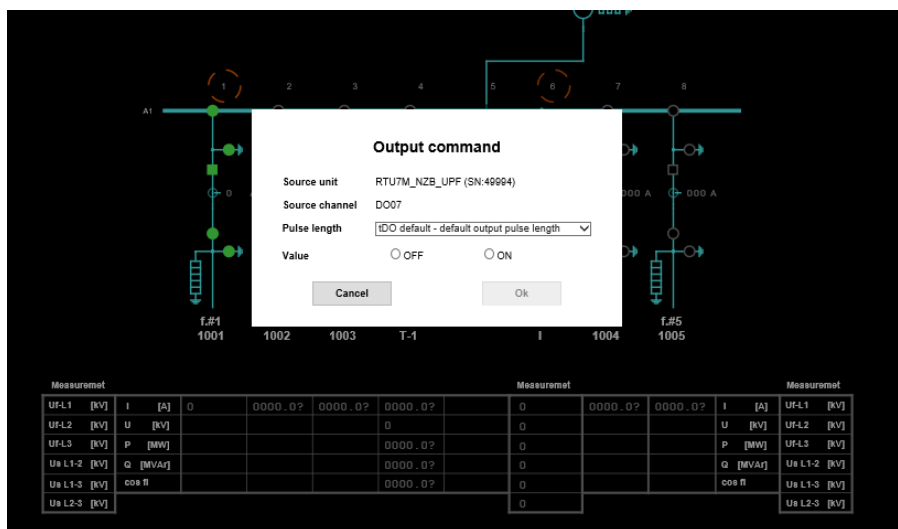 1 2 3 4 5 6 7 8
A1
Output command
Source unit RTU7M_NZB_UPF (SN:49994)
Source channel DO07
Pulse length tDO default - default output pulse length
Value OFF ON
Cancel Ok
0
000 A
000 A
f.#1 f.#5
1001 1002 1003 T-1 I 1004 1005
Measuremet Measuremet Measuremet
Uf-L1 [kV] I [A] 0 0000.0? 0000.0? 0000.0? 0 0000.0? 0000.0? I [A] Uf-L1 [kV]
Uf-L2 [kV] U [kV] 0 0 U [kV] Uf-L2 [kV]
Uf-L3 [kV] P [MW] 0000.0? 0 P [MW] Uf-L3 [kV]
Us L1-2 [kV] Q [MVAr] 0000.0? 0 Q [MVAr] Us L1-2 [kV]
Us L1-3 [kV] cos fi 0000.0? 0 cos fi Us L1-3 [kV]
Us L2-3 [kV] 0 Us L2-3 [kV]